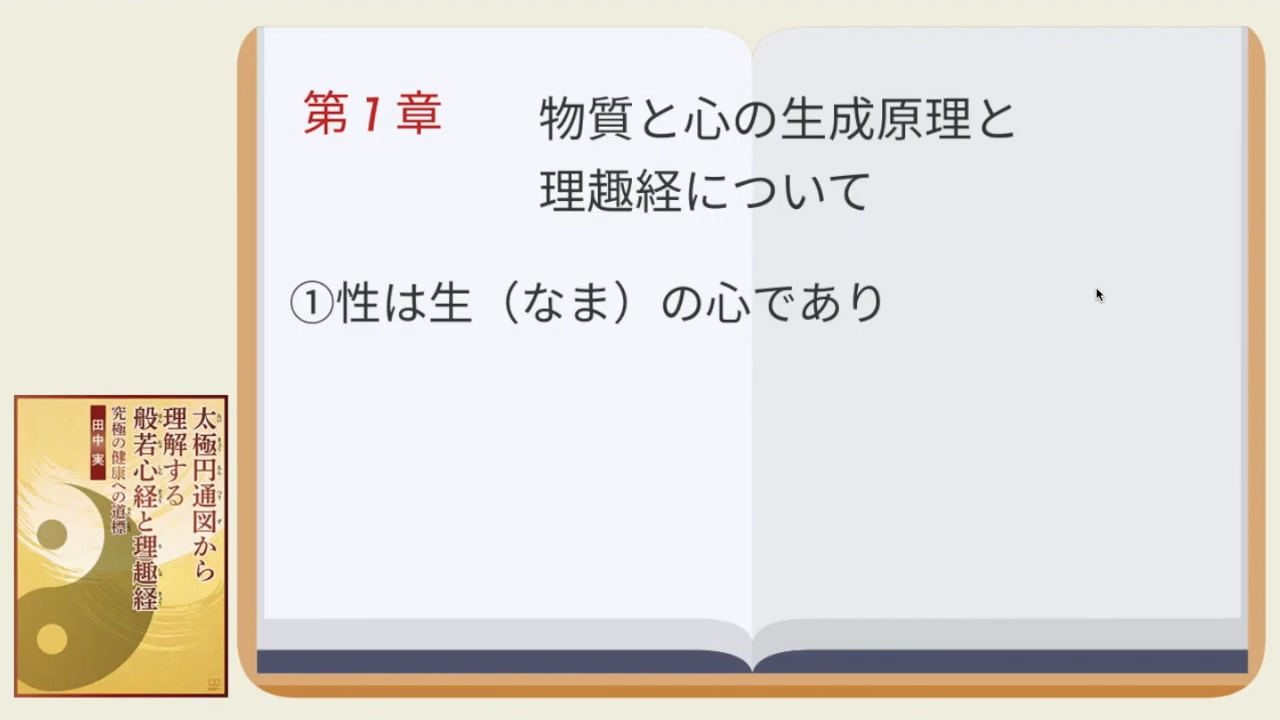 第1章
物質と心の生成原理と
理趣経について
①性は生（なま）の心であり
太極円通図から
理解する
般若心経と理趣経
究極の健康への道標
田中 実